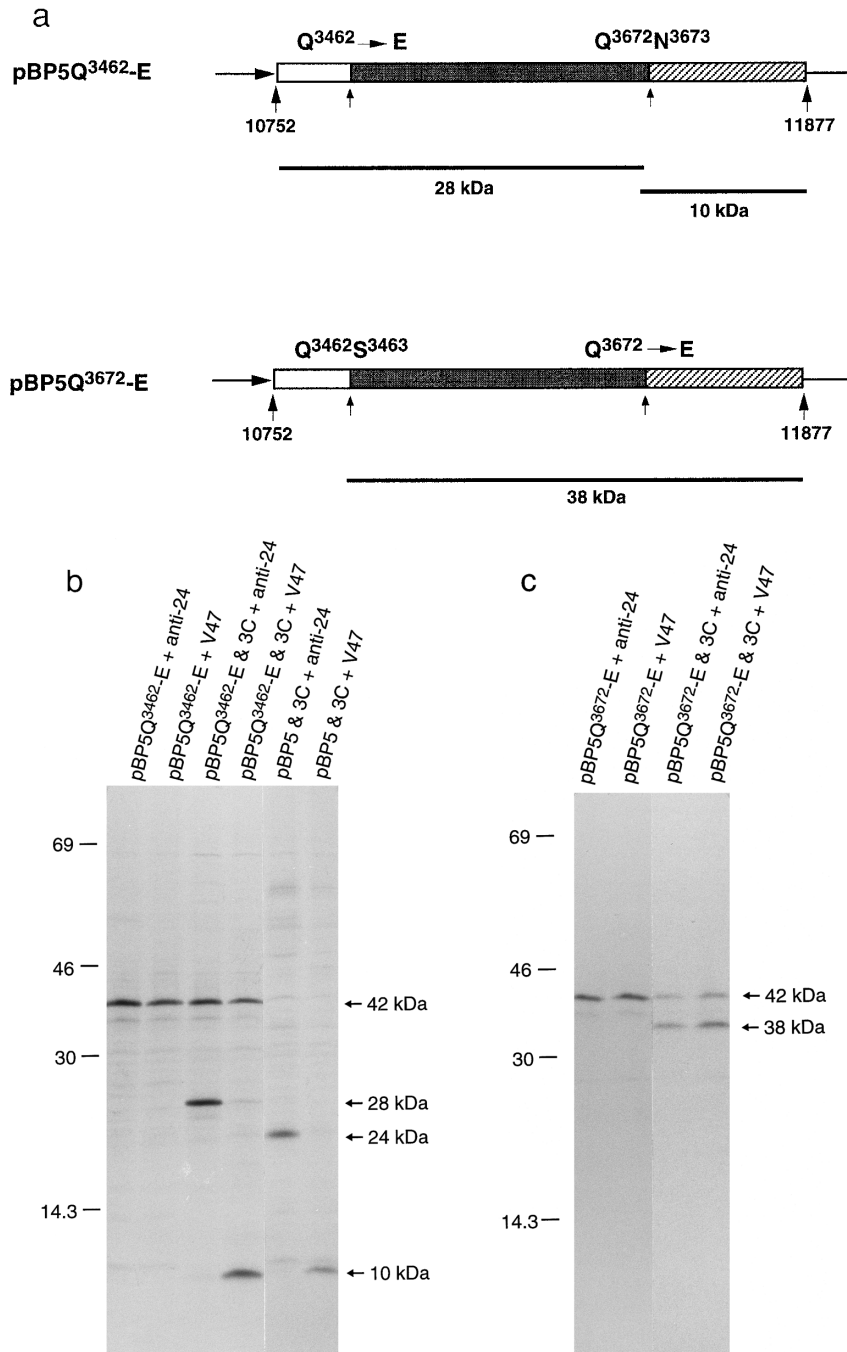 a
Q3462 → E
Q3672N3673
pBP5Q3462-E
10752
11877
28 kDa
10 kDa
Q3462S3463
Q3672 → E
pBP5Q3672-E
10752
11877
38 kDa
b
pBP5Q3462-E + anti-24
pBP5Q3462-E + V47
pBP5Q3462-E & 3C + anti-24
pBP5Q3462-E & 3C + V47
pBP5 & 3C + anti-24
pBP5 & 3C + V47
69
46
30
14.3
42 kDa
28 kDa
24 kDa
10 kDa
c
pBP5Q3672-E + anti-24
pBP5Q3672-E + V47
pBP5Q3672-E & 3C + anti-24
pBP5Q3672-E & 3C + V47
69
46
30
14.3
42 kDa
38 kDa